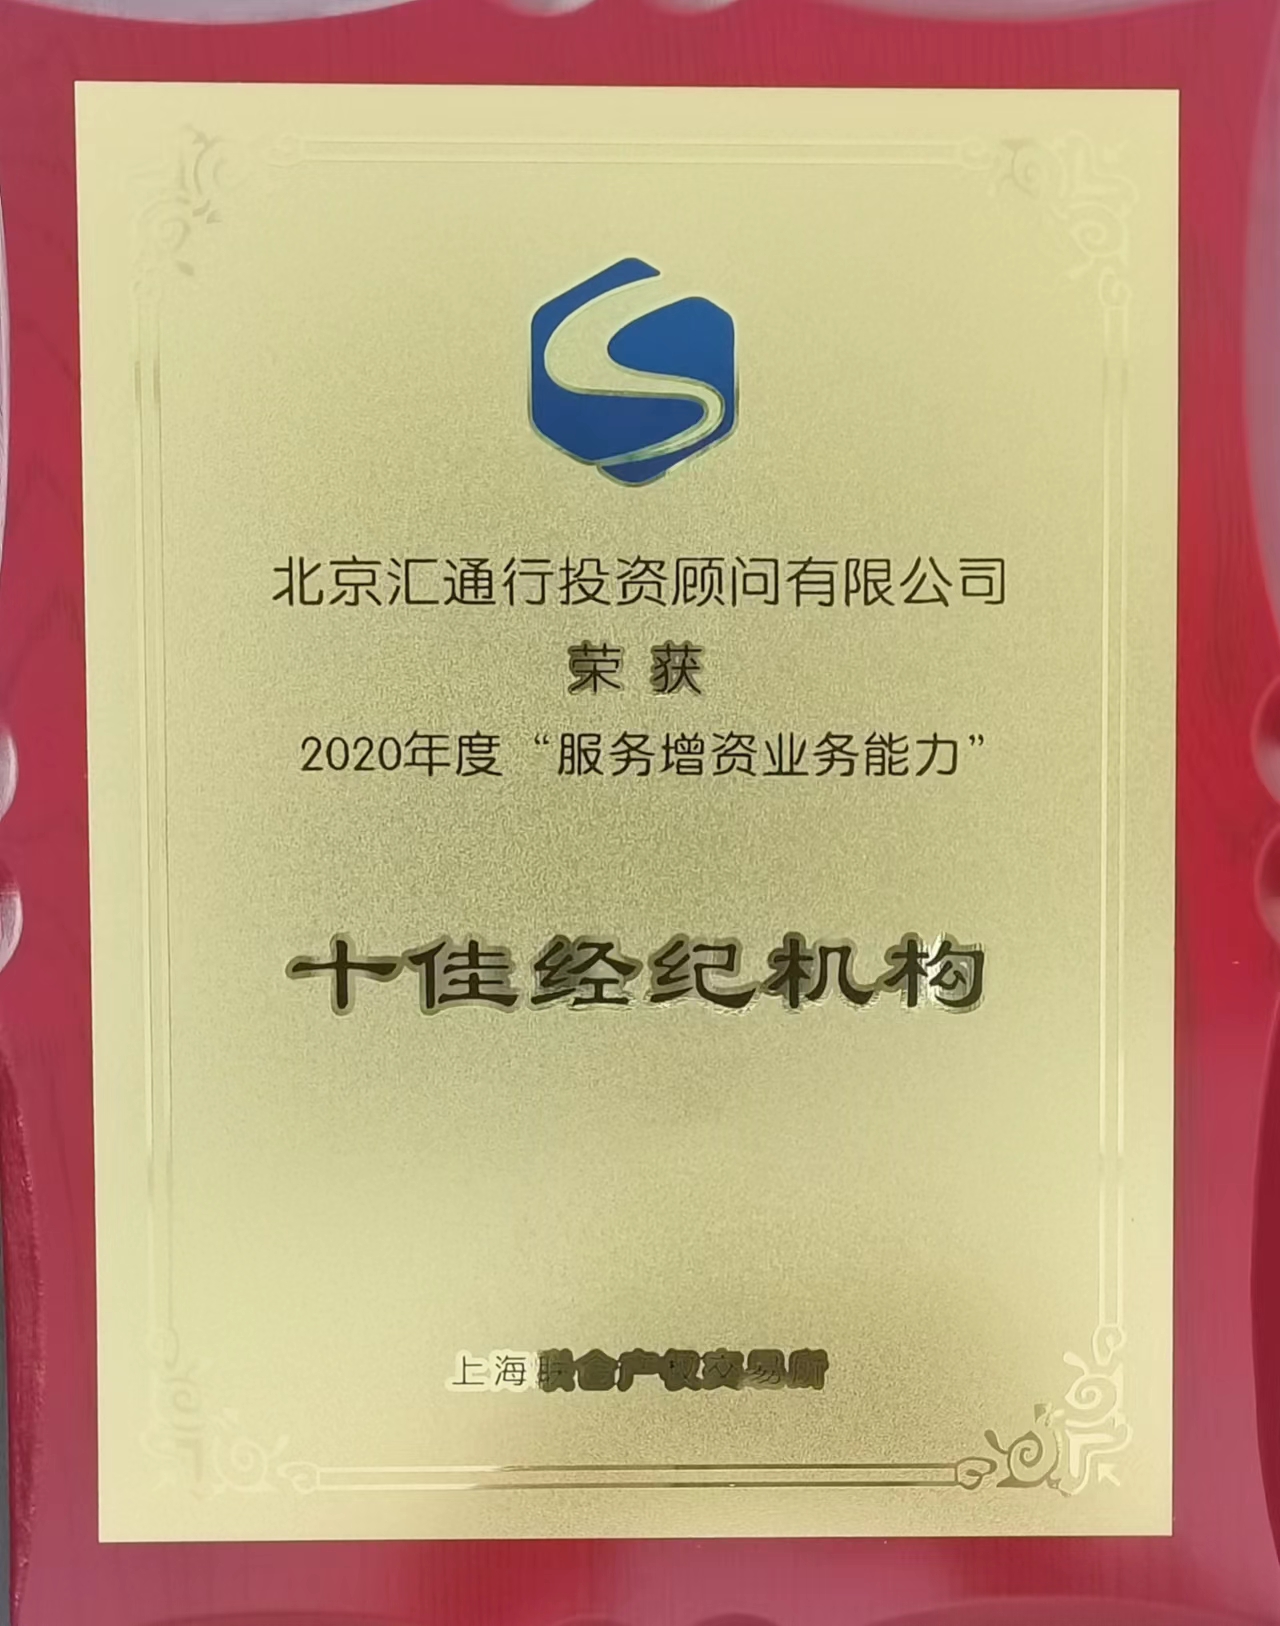 北京汇通行投资顾问有限公司
荣获
2020年度“服务增资业务能力”
十佳经纪机构
上海联合产权交易所